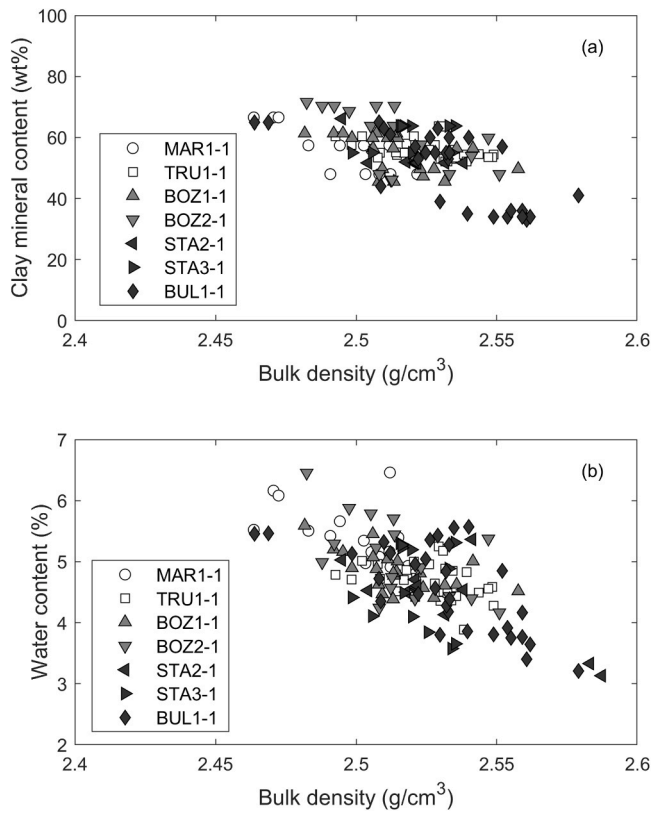 100
(a)
80
60
40
20
0
Clay mineral content (wt%)
MAR1-1
TRU1-1
BOZ1-1
BOZ2-1
STA2-1
STA3-1
BUL1-1
2.4 2.45 2.5 2.55 2.6
Bulk density (g/cm³)
7
(b)
6
5
4
3
2
Water content (%)
MAR1-1
TRU1-1
BOZ1-1
BOZ2-1
STA2-1
STA3-1
BUL1-1
2.4 2.45 2.5 2.55 2.6
Bulk density (g/cm³)